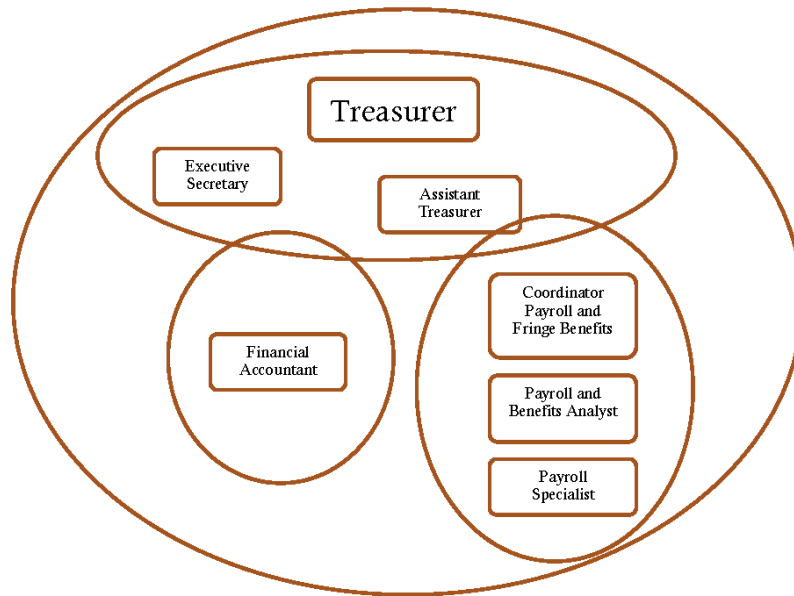 Treasurer
Executive
Secretary
Assistant
Treasurer
Coordinator
Payroll and
Fringe Benefits
Financial
Accountant
Payroll and
Benefits Analyst
Payroll
Specialist